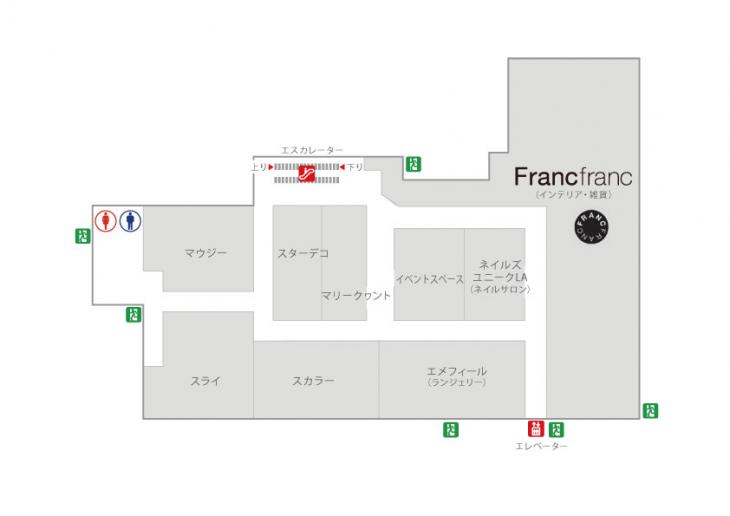 エスカレーター
上り
下り
Francfranc
(インテリア・雑貨)
FRANCFRANC
マウジー
スターデコ
マリークヮント
イベントスペース
ネイルズ
ユニークLA
(ネイルサロン)
スライ
スカラー
エメフィール
(ランジェリー)
エレベーター